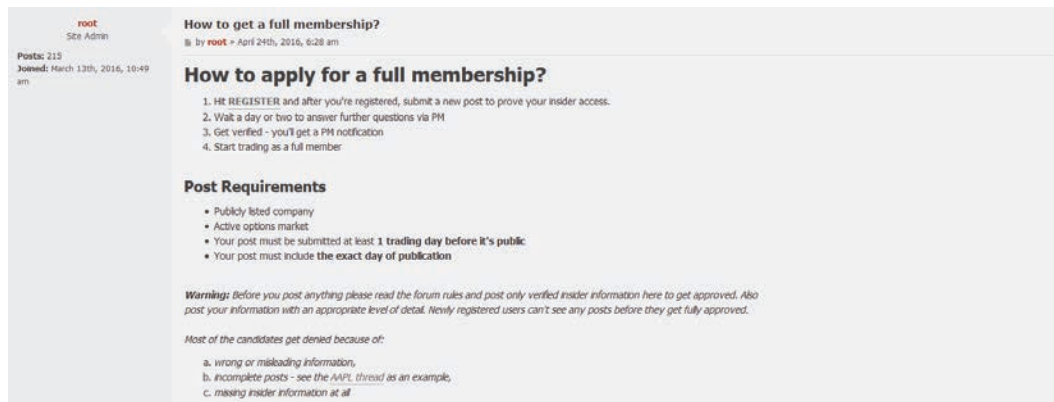 root
Site Admin
Posts: 215
Joined: March 13th, 2016, 10:49
am
How to get a full membership?
by root » April 24th, 2016, 6:28 am
How to apply for a full membership?
1. Hit REGISTER and after you're registered, submit a new post to prove your insider access.
2. Wait a day or two to answer further questions via PM
3. Get verified - you'll get a PM notification
4. Start trading as a full member
Post Requirements
• Publicly listed company
• Active options market
• Your post must be submitted at least 1 trading day before it's public
• Your post must include the exact day of publication
Warning: Before you post anything please read the forum rules and post only verified insider information here to get approved. Also
post your information with an appropriate level of detail. Newly registered users can't see any posts before they get fully approved.
Most of the candidates get denied because of:
a. wrong or misleading information,
b. incomplete posts - see the AAPL thread as an example,
c. missing insider information at all